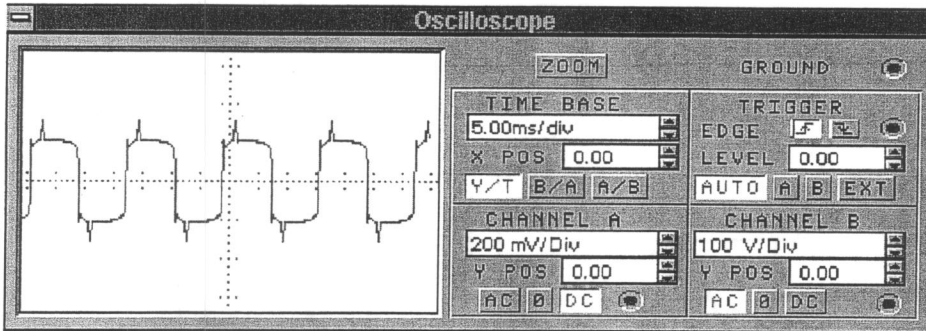 Oscilloscope
ZOOM GROUND
TIME BASE
5.00ms/div
X POS 0.00
Y/T B/A A/B
TRIGGER
EDGE
LEVEL 0.00
AUTO A B EXT
CHANNEL A
200 mV/Div
Y POS 0.00
AC 0 DC
CHANNEL B
100 V/Div
Y POS 0.00
AC 0 DC